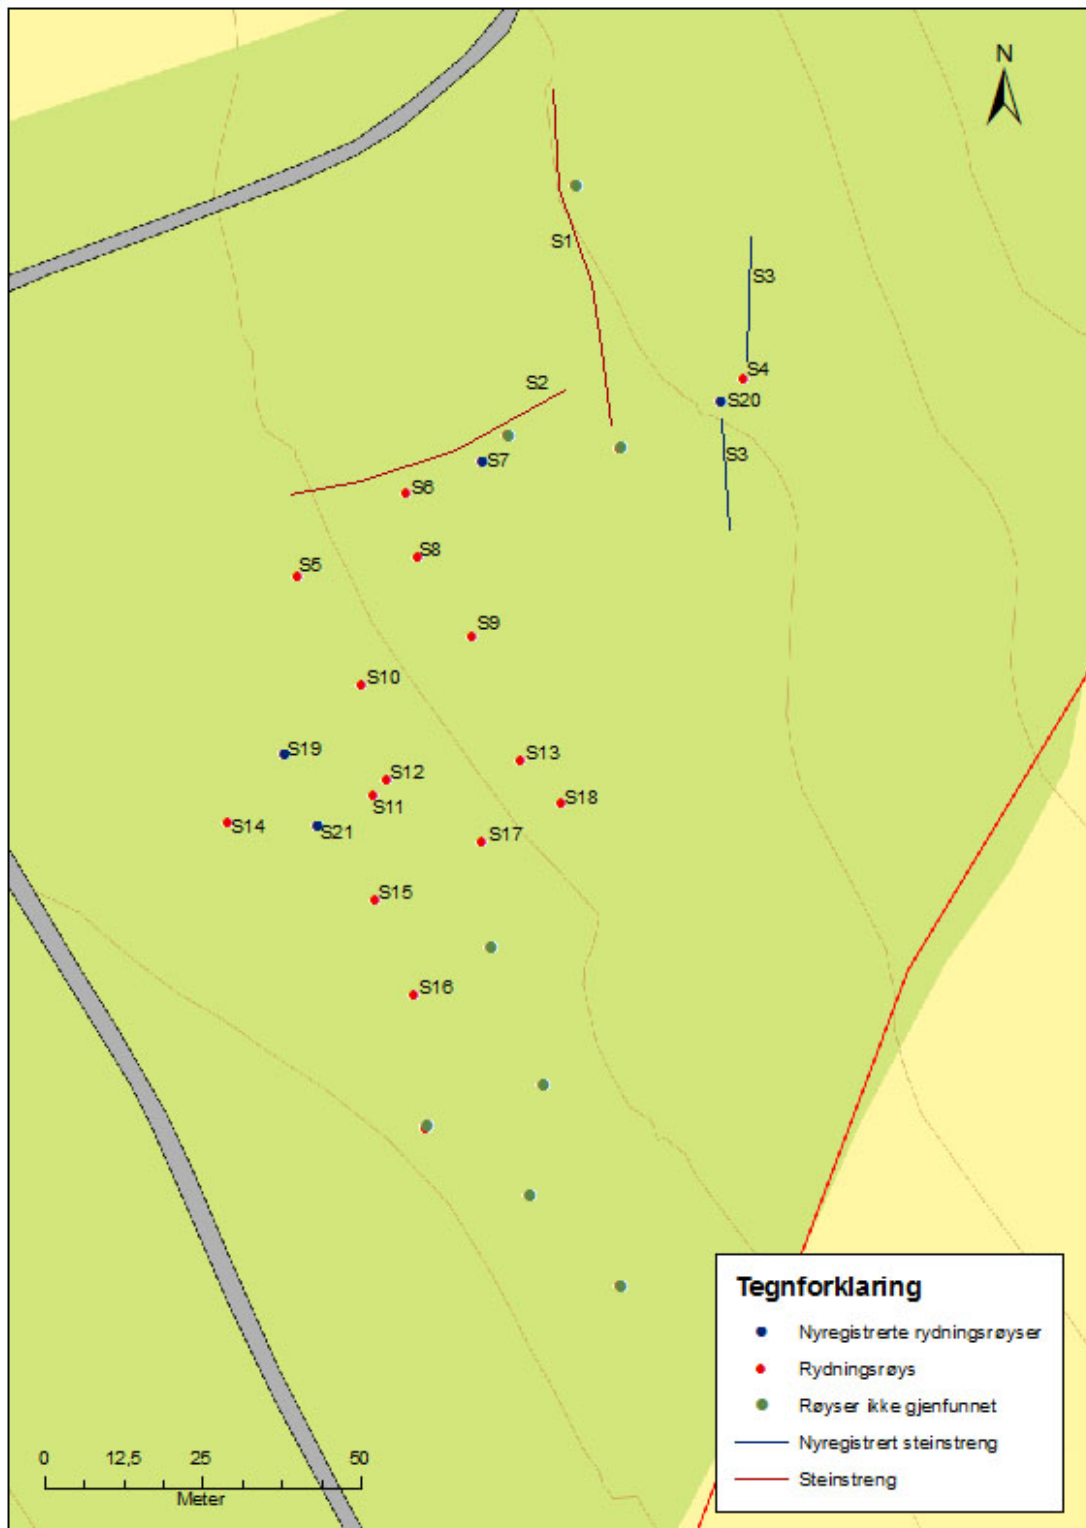 N
S1
S3
S4
S2
S20
S3
S7
S6
S8
S5
S9
S10
S19
S13
S12
S11
S18
S14
S21
S17
S15
S16
Tegnforklaring
Nyregistrerte rydningsrøyser
Rydningsrøys
Røyser ikke gjenfunnet
Nyregistrert steinstreng
Steinstreng
0 12,5 25 50
Meter